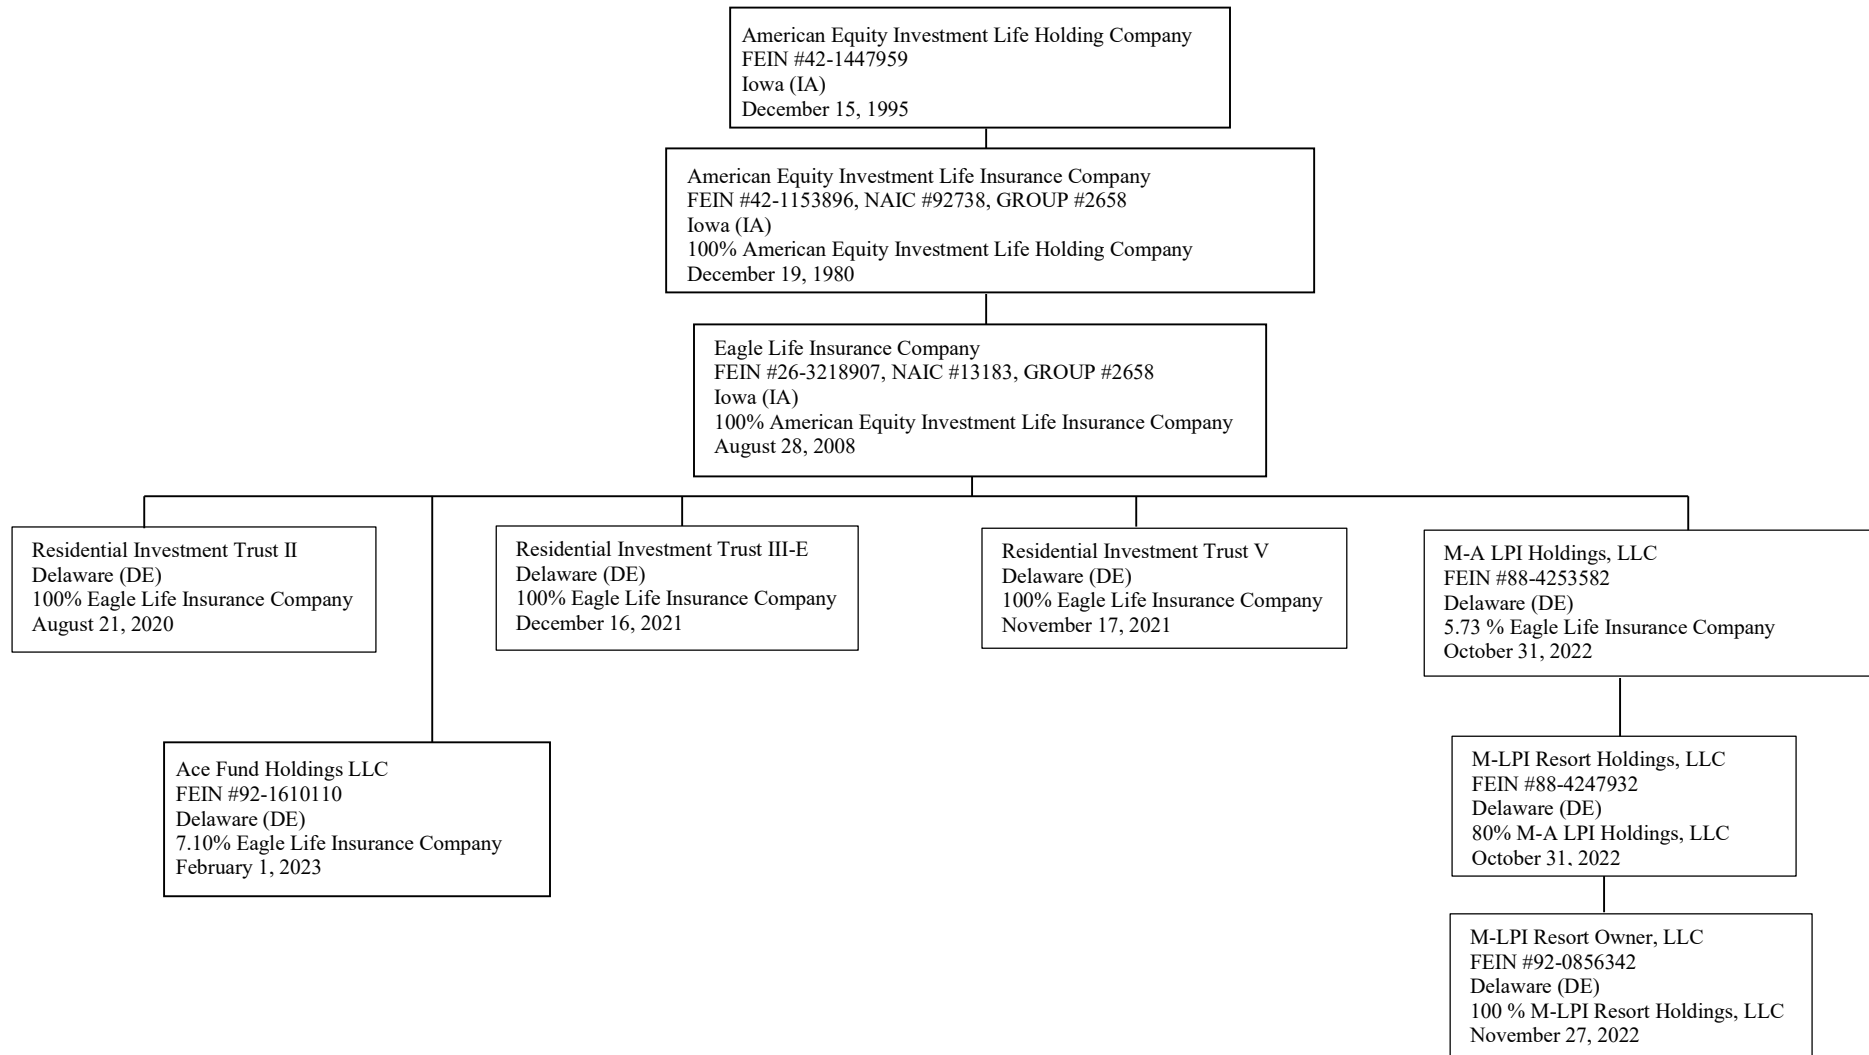 American Equity Investment Life Holding Company
FEIN #42-1447959
Iowa (IA)
December 15, 1995
American Equity Investment Life Insurance Company
FEIN #42-1153896, NAIC #92738, GROUP #2658
Iowa (IA)
100% American Equity Investment Life Holding Company
December 19, 1980
Eagle Life Insurance Company
FEIN #26-3218907, NAIC #13183, GROUP #2658
Iowa (IA)
100% American Equity Investment Life Insurance Company
August 28, 2008
Residential Investment Trust II
Delaware (DE)
100% Eagle Life Insurance Company
August 21, 2020
Residential Investment Trust III-E
Delaware (DE)
100% Eagle Life Insurance Company
December 16, 2021
Residential Investment Trust V
Delaware (DE)
100% Eagle Life Insurance Company
November 17, 2021
M-A LPI Holdings, LLC
FEIN #88-4253582
Delaware (DE)
5.73 % Eagle Life Insurance Company
October 31, 2022
Ace Fund Holdings LLC
FEIN #92-1610110
Delaware (DE)
7.10% Eagle Life Insurance Company
February 1, 2023
M-LPI Resort Holdings, LLC
FEIN #88-4247932
Delaware (DE)
80% M-A LPI Holdings, LLC
October 31, 2022
M-LPI Resort Owner, LLC
FEIN #92-0856342
Delaware (DE)
100 % M-LPI Resort Holdings, LLC
November 27, 2022